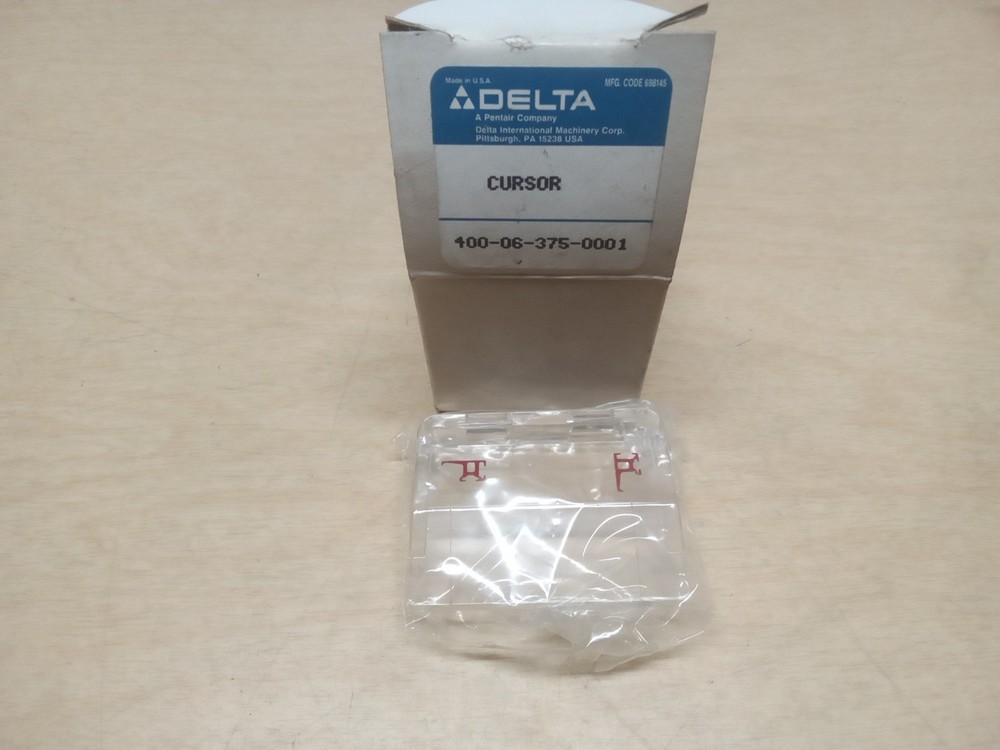 Made in U.S.A.
MFG. CODE 698145
DELTA
A Pentair Company
Delta International Machinery Corp.
Pittsburgh, PA 15238 USA
CURSOR
400-06-375-0001